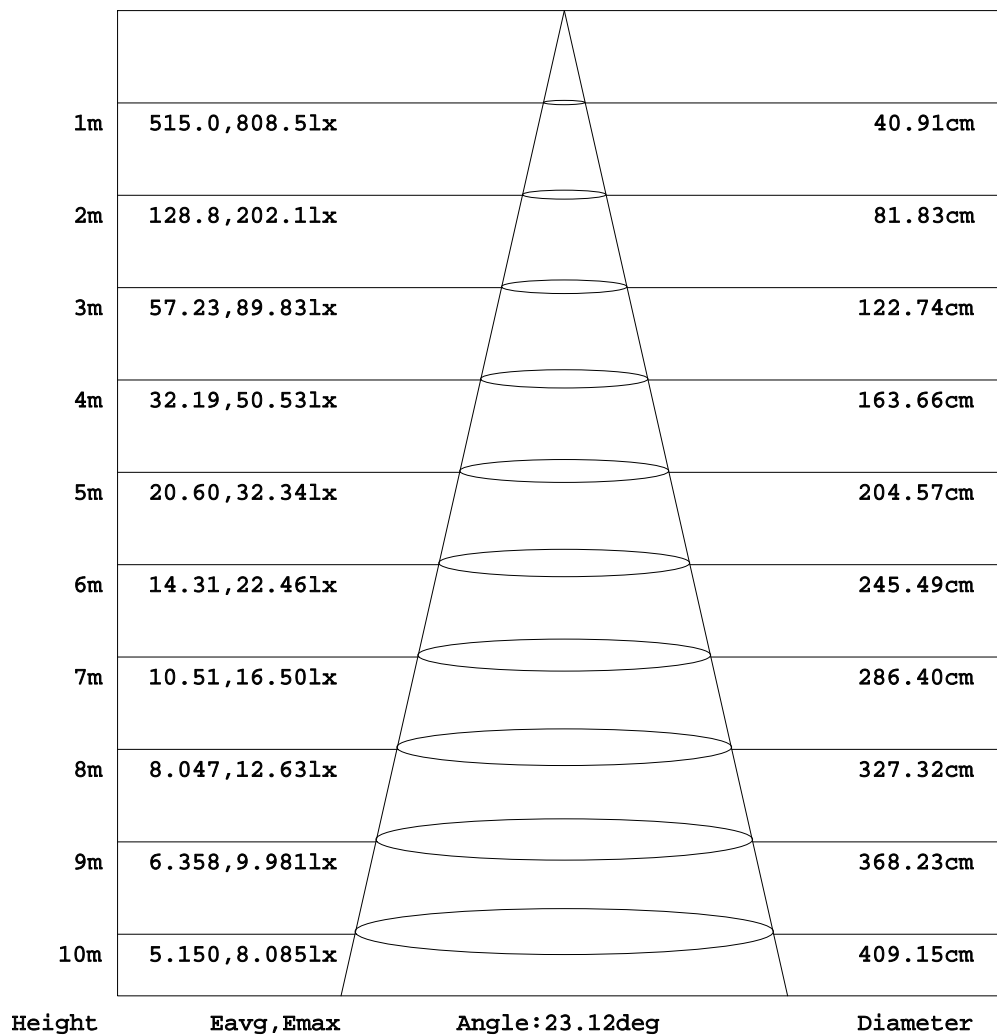 1m 515.0,808.5lx 40.91cm
2m 128.8,202.1lx 81.83cm
3m 57.23,89.83lx 122.74cm
4m 32.19,50.53lx 163.66cm
5m 20.60,32.34lx 204.57cm
6m 14.31,22.46lx 245.49cm
7m 10.51,16.50lx 286.40cm
8m 8.047,12.63lx 327.32cm
9m 6.358,9.981lx 368.23cm
10m 5.150,8.085lx 409.15cm
Height Eavg,Emax Angle:23.12deg Diameter